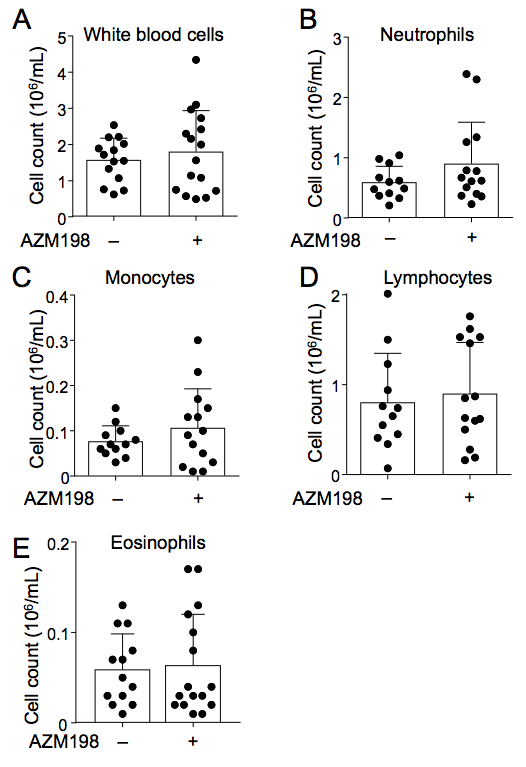 A
White blood cells
Cell count (10⁶/mL)
5
4
3
2
1
0
AZM198 – +
B
Neutrophils
Cell count (10⁶/mL)
3
2
1
0
AZM198 – +
C
Monocytes
Cell count (10⁶/mL)
0.4
0.3
0.2
0.1
0
AZM198 – +
D
Lymphocytes
Cell count (10⁶/mL)
2
1
0
AZM198 – +
E
Eosinophils
Cell count (10⁶/mL)
0.2
0.1
0
AZM198 – +